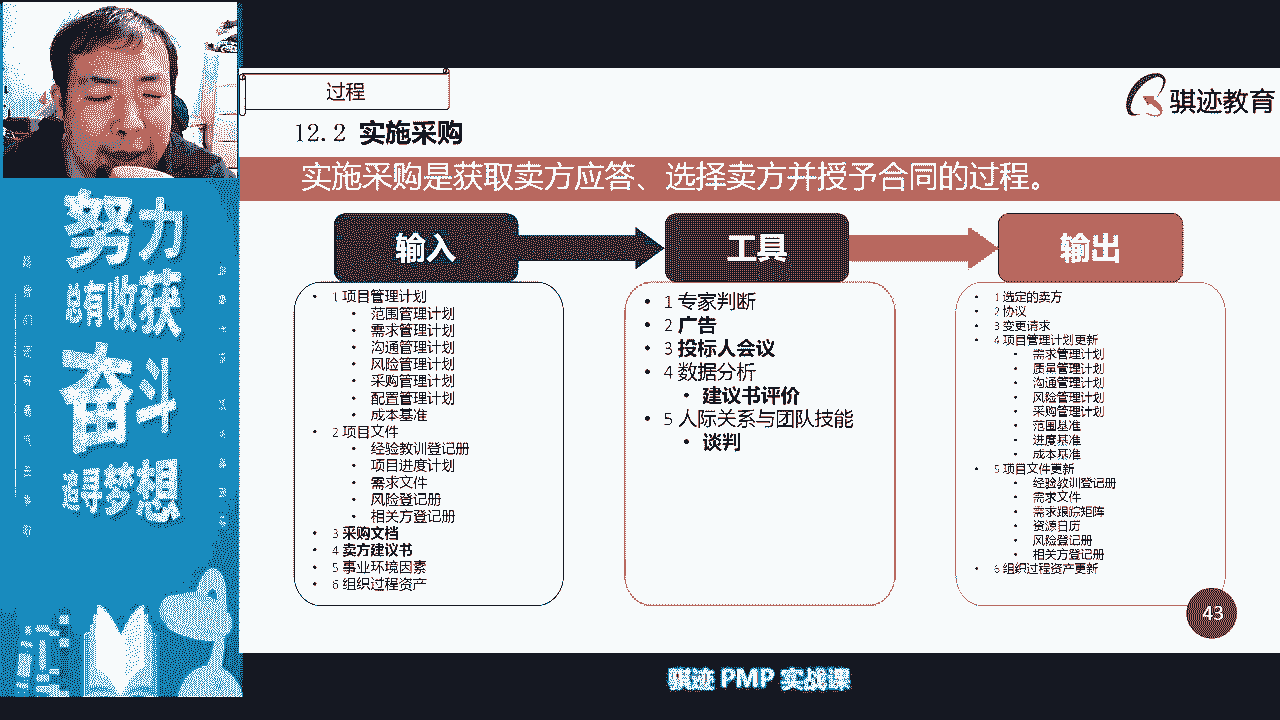 过程
骐迹教育
12.2 实施采购
实施采购是获取卖方应答、选择卖方并授予合同的过程。
努力
总有收获
奋斗
追寻梦想
输入
• 1 项目管理计划
• 范围管理计划
• 需求管理计划
• 沟通管理计划
• 风险管理计划
• 采购管理计划
• 配置管理计划
• 成本基准
• 2 项目文件
• 经验教训登记册
• 项目进度计划
• 需求文件
• 风险登记册
• 相关方登记册
• 3 采购文档
• 4 卖方建议书
• 5 事业环境因素
• 6 组织过程资产
工具
• 1 专家判断
• 2 广告
• 3 投标人会议
• 4 数据分析
• 建议书评价
• 5 人际关系与团队技能
• 谈判
输出
• 1 选定的卖方
• 2 协议
• 3 变更请求
• 4 项目管理计划更新
• 需求管理计划
• 质量管理计划
• 沟通管理计划
• 风险管理计划
• 采购管理计划
• 范围基准
• 进度基准
• 成本基准
• 5 项目文件更新
• 经验教训登记册
• 需求文件
• 需求跟踪矩阵
• 资源日历
• 风险登记册
• 相关方登记册
• 6 组织过程资产更新
43
骐迹 PMP 实战课